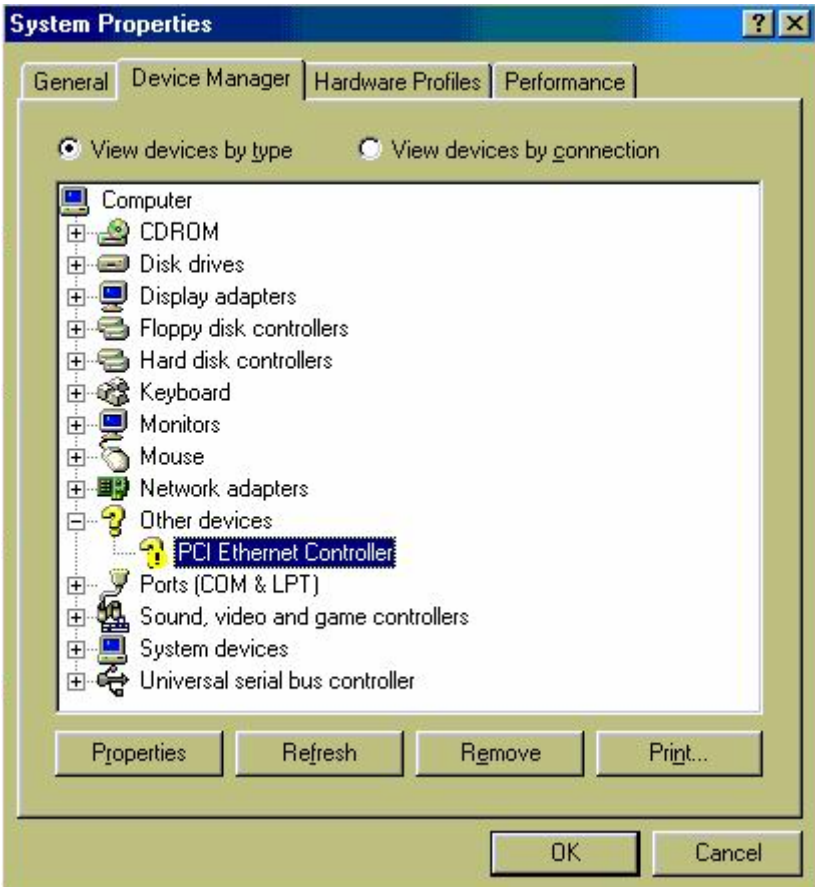 System Properties
General Device Manager Hardware Profiles Performance
View devices by type View devices by connection
Computer
CDROM
Disk drives
Display adapters
Floppy disk controllers
Hard disk controllers
Keyboard
Monitors
Mouse
Network adapters
Other devices
PCI Ethernet Controller
Ports (COM & LPT)
Sound, video and game controllers
System devices
Universal serial bus controller
Properties Refresh Remove Print...
OK Cancel